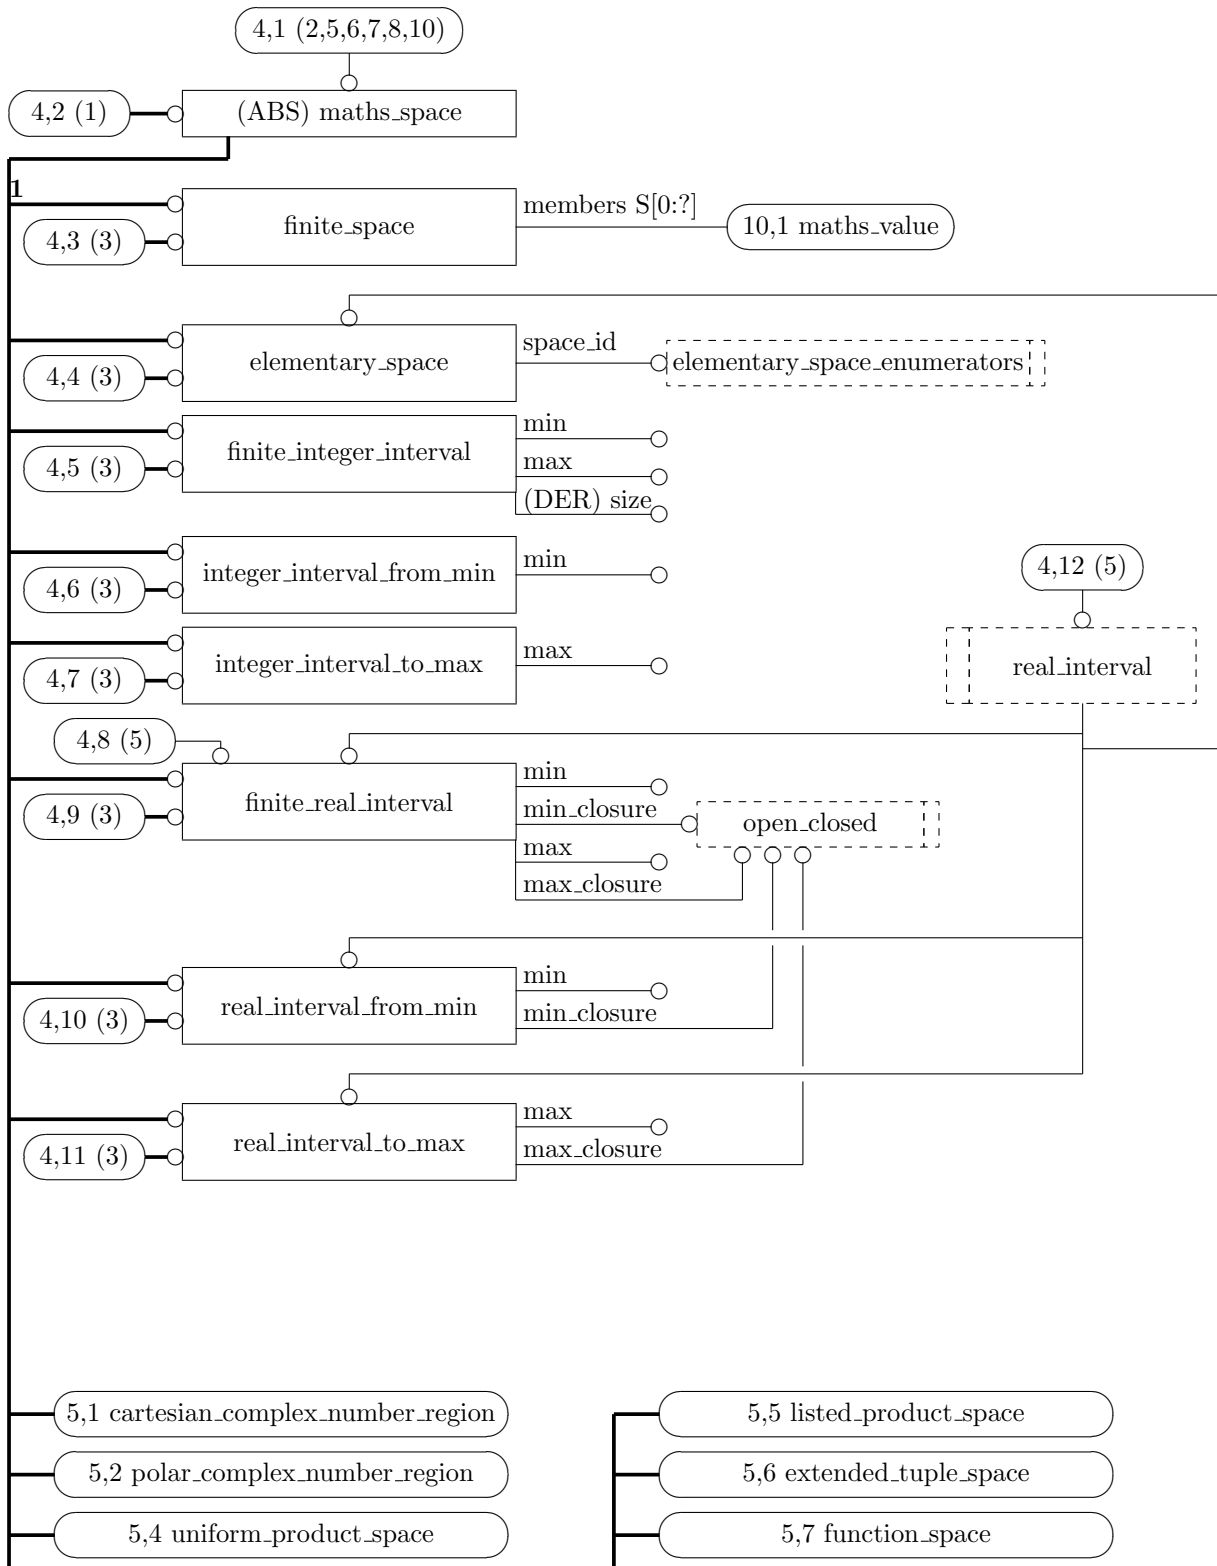 4,1 (2,5,6,7,8,10)
4,2 (1)
(ABS) maths_space
1
finite_space
members S[0:?]
4,3 (3)
10,1 maths_value
elementary_space
space_id
elementary_space_enumerators
4,4 (3)
finite_integer_interval
min
4,5 (3)
max
(DER) size
integer_interval_from_min
min
4,6 (3)
4,12 (5)
integer_interval_to_max
max
4,7 (3)
real_interval
4,8 (5)
finite_real_interval
min
4,9 (3)
min_closure
open_closed
max
max_closure
real_interval_from_min
min
4,10 (3)
min_closure
real_interval_to_max
max
4,11 (3)
max_closure
5,1 cartesian_complex_number_region
5,5 listed_product_space
5,2 polar_complex_number_region
5,6 extended_tuple_space
5,4 uniform_product_space
5,7 function_space